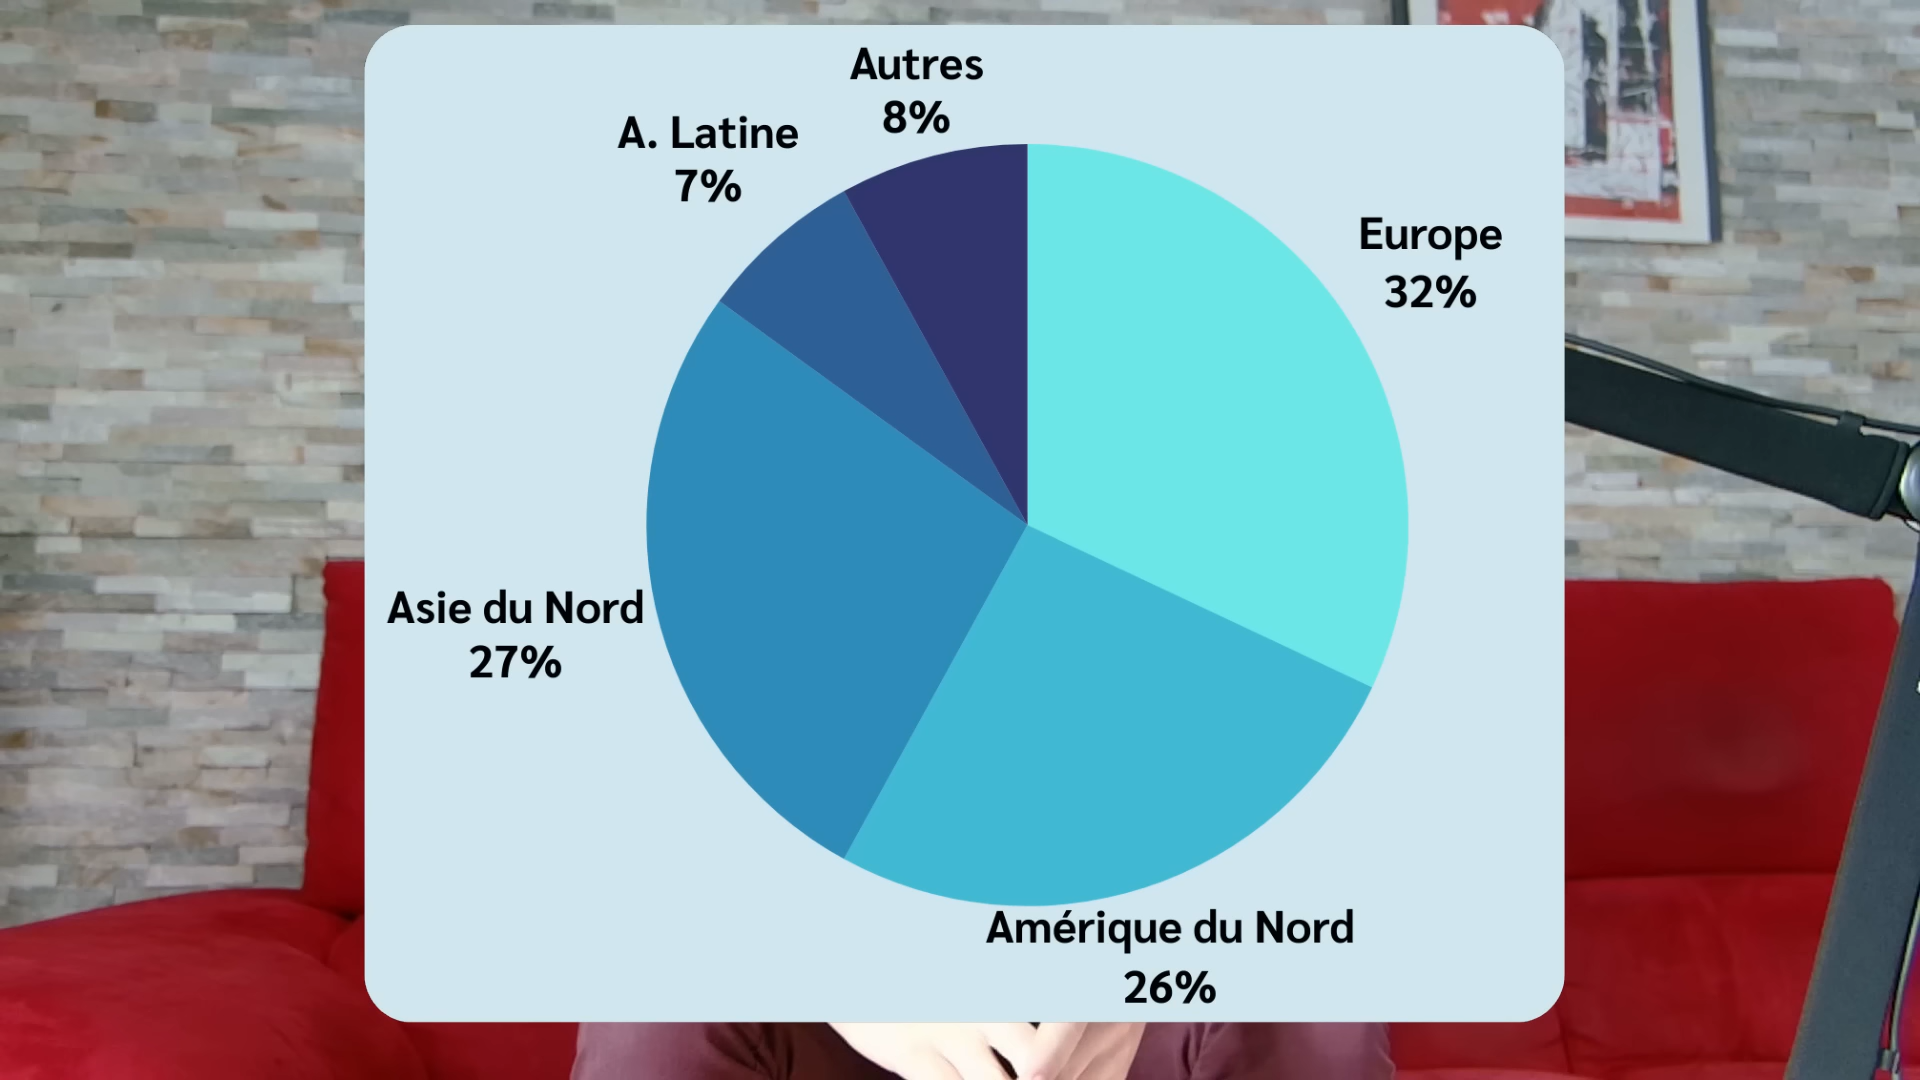 Autres
8%
A. Latine
7%
Europe
32%
Asie du Nord
27%
Amérique du Nord
26%